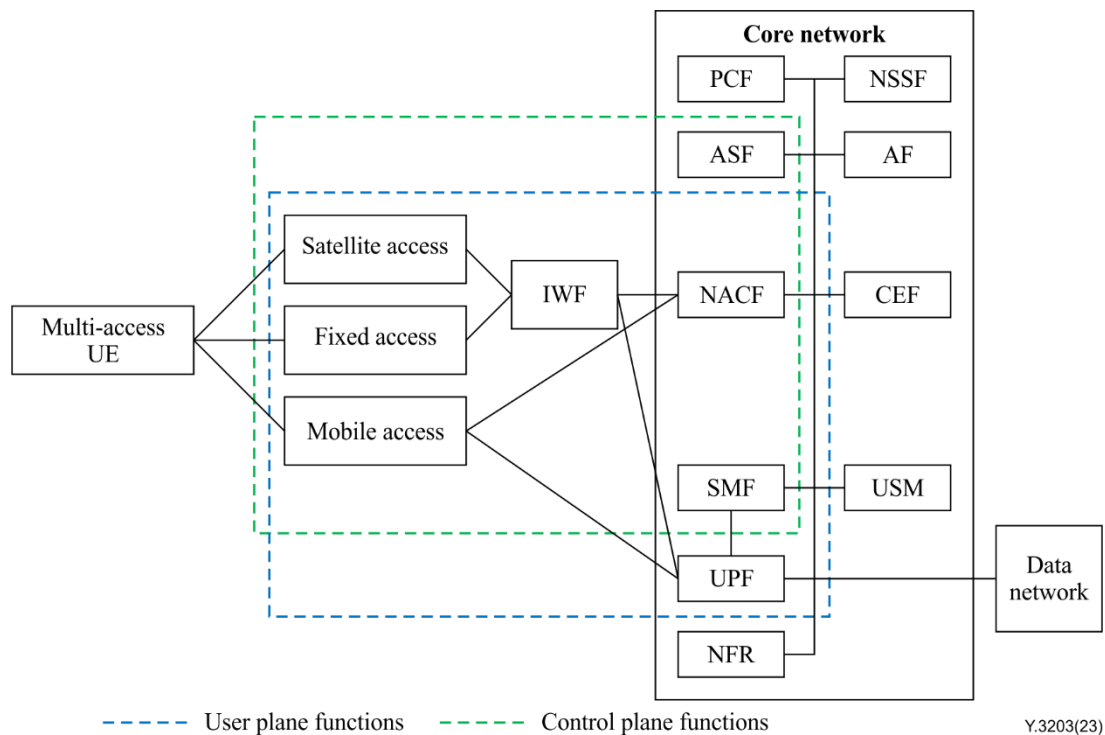 Core network
PCF
NSSF
ASF
AF
Satellite access
IWF
NACF
CEF
Multi-access
UE
Fixed access
Mobile access
SMF
USM
UPF
Data
network
NFR
User plane functions
Control plane functions
Y.3203(23)